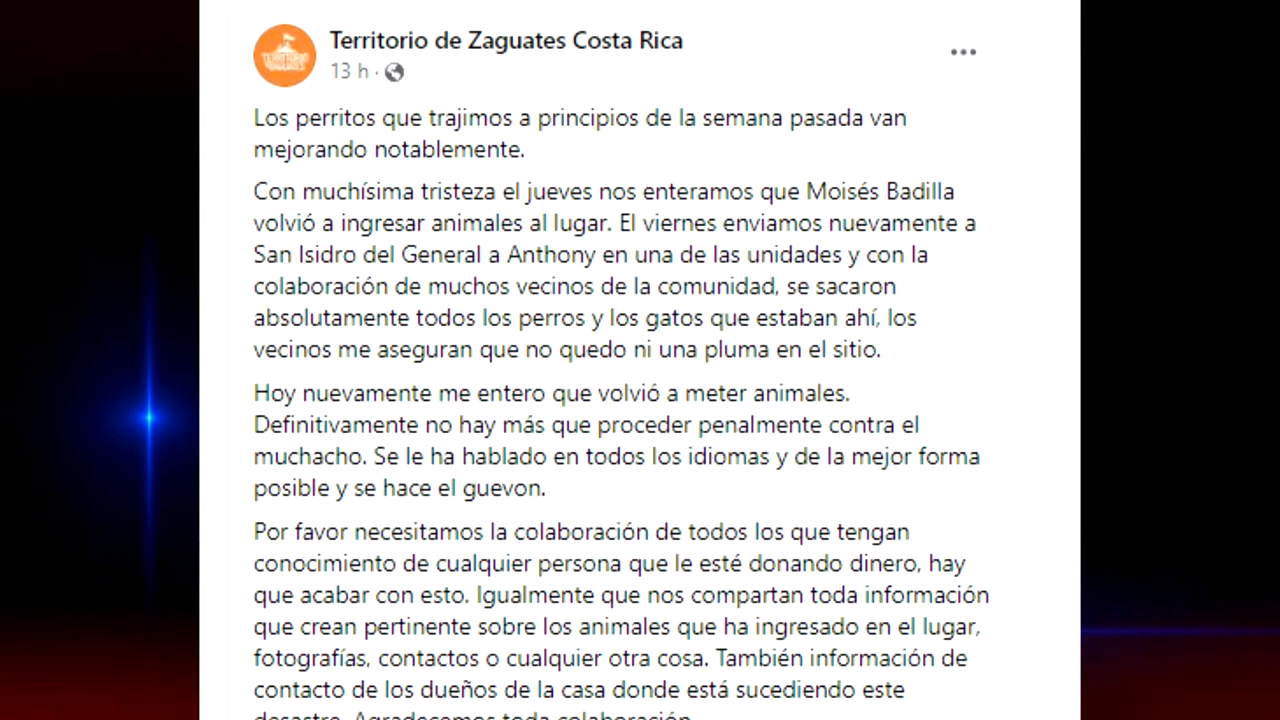 Territorio de Zaguates Costa Rica
13 h ·
Los perritos que trajimos a principios de la semana pasada van
mejorando notablemente.
Con muchísima tristeza el jueves nos enteramos que Moisés Badilla
volvió a ingresar animales al lugar. El viernes enviamos nuevamente a
San Isidro del General a Anthony en una de las unidades y con la
colaboración de muchos vecinos de la comunidad, se sacaron
absolutamente todos los perros y los gatos que estaban ahí, los
vecinos me aseguran que no quedo ni una pluma en el sitio.
Hoy nuevamente me entero que volvió a meter animales.
Definitivamente no hay más que proceder penalmente contra el
muchacho. Se le ha hablado en todos los idiomas y de la mejor forma
posible y se hace el guevon.
Por favor necesitamos la colaboración de todos los que tengan
conocimiento de cualquier persona que le esté donando dinero, hay
que acabar con esto. Igualmente que nos compartan toda información
que crean pertinente sobre los animales que ha ingresado en el lugar,
fotografías, contactos o cualquier otra cosa. También información de
contacto de los dueños de la casa donde está sucediendo este
desastre. Agradecemos toda colaboración.